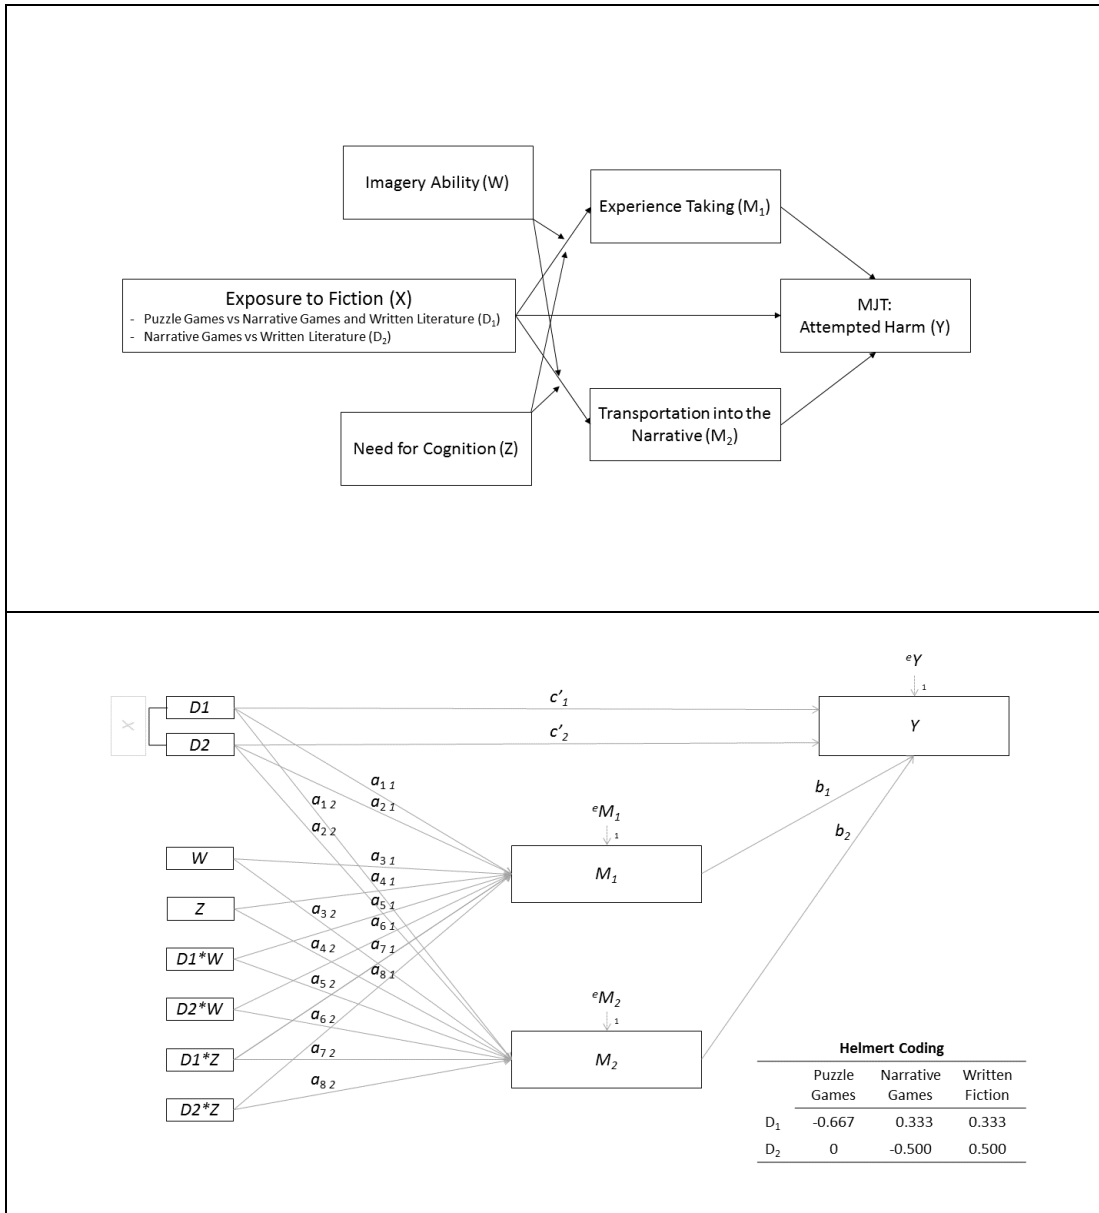 Imagery Ability (W)
Experience Taking (M₁)
Exposure to Fiction (X)
- Puzzle Games vs Narrative Games and Written Literature (D₁)
- Narrative Games vs Written Literature (D₂)
MJT:
Attempted Harm (Y)
Need for Cognition (Z)
Transportation into the
Narrative (M₂)
eY
1
X
D1
c'₁
Y
D2
c'₂
a₁ ₁
a₂ ₁
a₁ ₂
a₂ ₂
b₁
b₂
eM₁
1
W
a₃ ₁
a₄ ₁
M₁
Z
a₅ ₁
a₃ ₂
a₆ ₁
a₄ ₂
a₇ ₁
D1*W
a₈ ₁
a₅ ₂
D2*W
eM₂
1
a₆ ₂
D1*Z
a₇ ₂
M₂
a₈ ₂
D2*Z
Helmert Coding
Puzzle Games
Narrative Games
Written Fiction
D₁ -0.667 0.333 0.333
D₂ 0 -0.500 0.500